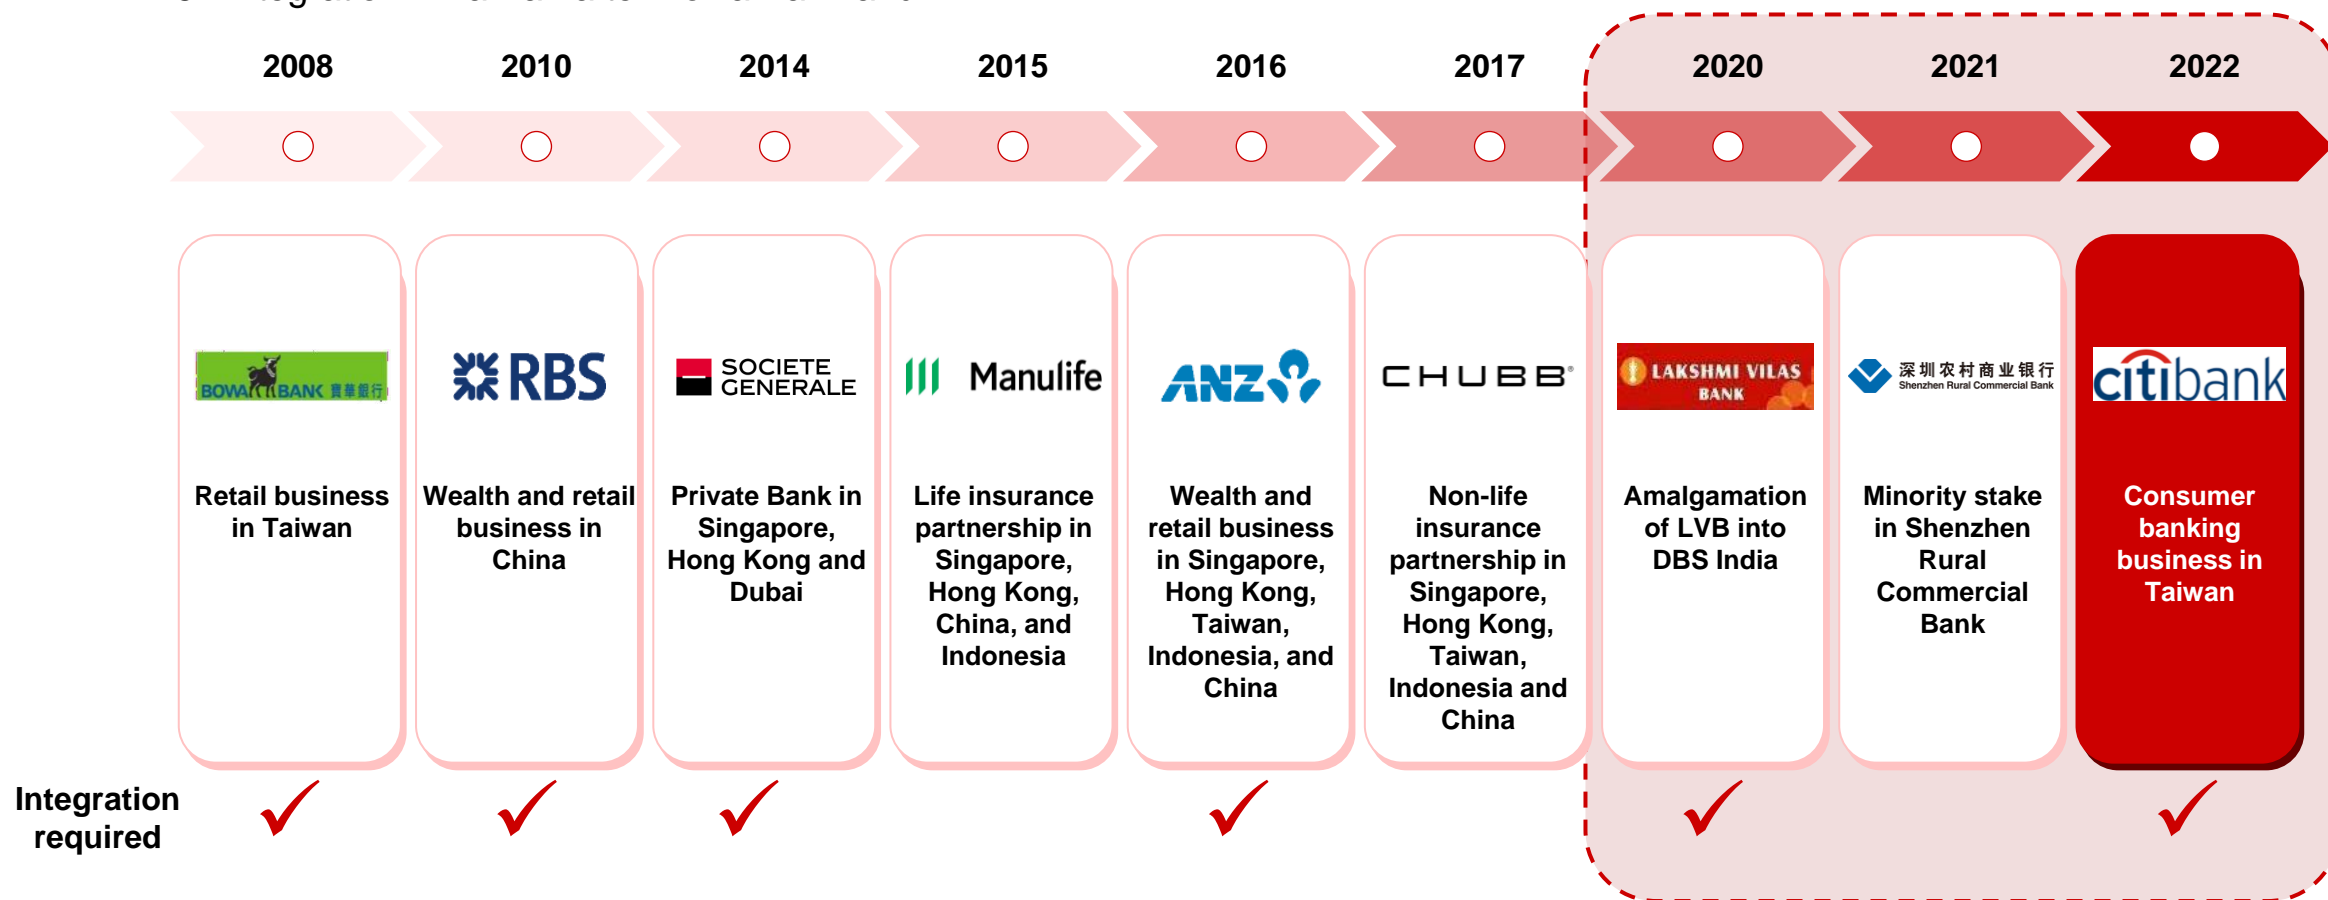 2008
2010
2014
2015
2016
2017
2020
2021
2022
BOWA BANK 寶華銀行
RBS
SOCIETE
GENERALE
Manulife
ANZ
CHUBB®
LAKSHMI VILAS
BANK
深圳农村商业银行
Shenzhen Rural Commercial Bank
citibank
Retail business
in Taiwan
Wealth and retail
business in
China
Private Bank in
Singapore,
Hong Kong and
Dubai
Life insurance
partnership in
Singapore,
Hong Kong,
China, and
Indonesia
Wealth and
retail business
in Singapore,
Hong Kong,
Taiwan,
Indonesia, and
China
Non-life
insurance
partnership in
Singapore,
Hong Kong,
Taiwan,
Indonesia and
China
Amalgamation
of LVB into
DBS India
Minority stake
in Shenzhen
Rural
Commercial
Bank
Consumer
banking
business in
Taiwan
Integration
required